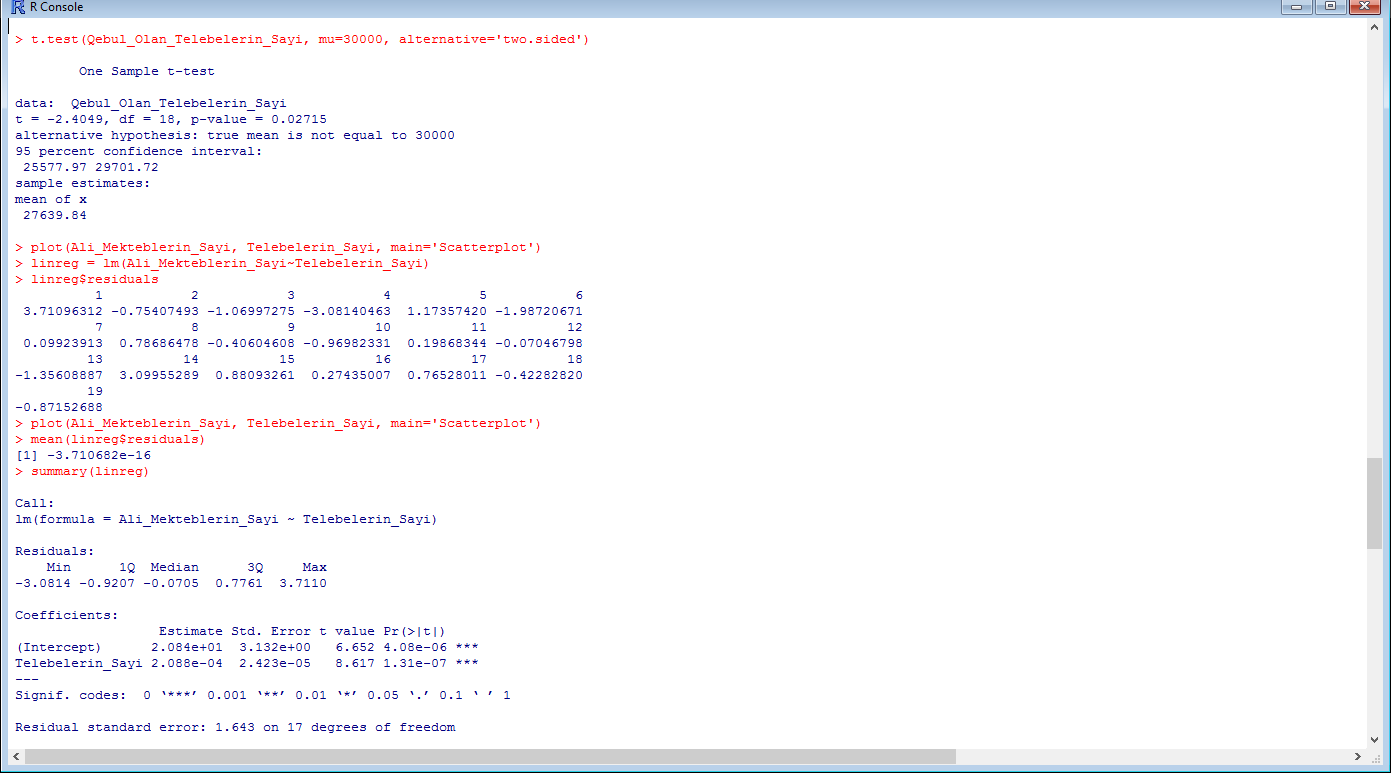 R Console
> t.test(Qebul_Olan_Telebelerin_Sayi, mu=30000, alternative='two.sided')
One Sample t-test
data:  Qebul_Olan_Telebelerin_Sayi
t = -2.4049, df = 18, p-value = 0.02715
alternative hypothesis: true mean is not equal to 30000
95 percent confidence interval:
 25577.97 29701.72
sample estimates:
mean of x
 27639.84
> plot(Ali_Mekteblerin_Sayi, Telebelerin_Sayi, main='Scatterplot')
> linreg = lm(Ali_Mekteblerin_Sayi~Telebelerin_Sayi)
> linreg$residuals
          1           2           3           4           5           6
 3.71096312 -0.75407493 -1.06997275 -3.08140463  1.17357420 -1.98720671
          7           8           9          10          11          12
 0.09923913  0.78686478 -0.40604608 -0.96982331  0.19868344 -0.07046798
         13          14          15          16          17          18
-1.35608887  3.09955289  0.88093261  0.27435007  0.76528011 -0.42282820
         19
-0.87152688
> plot(Ali_Mekteblerin_Sayi, Telebelerin_Sayi, main='Scatterplot')
> mean(linreg$residuals)
[1] -3.710682e-16
> summary(linreg)
Call:
lm(formula = Ali_Mekteblerin_Sayi ~ Telebelerin_Sayi)
Residuals:
    Min      1Q  Median      3Q     Max
-3.0814 -0.9207 -0.0705  0.7761  3.7110
Coefficients:
                  Estimate Std. Error t value Pr(>|t|)
(Intercept)      2.084e+01  3.132e+00   6.652 4.08e-06 ***
Telebelerin_Sayi 2.088e-04  2.423e-05   8.617 1.31e-07 ***
---
Signif. codes:  0 ‘***’ 0.001 ‘**’ 0.01 ‘*’ 0.05 ‘.’ 0.1 ‘ ’ 1
Residual standard error: 1.643 on 17 degrees of freedom